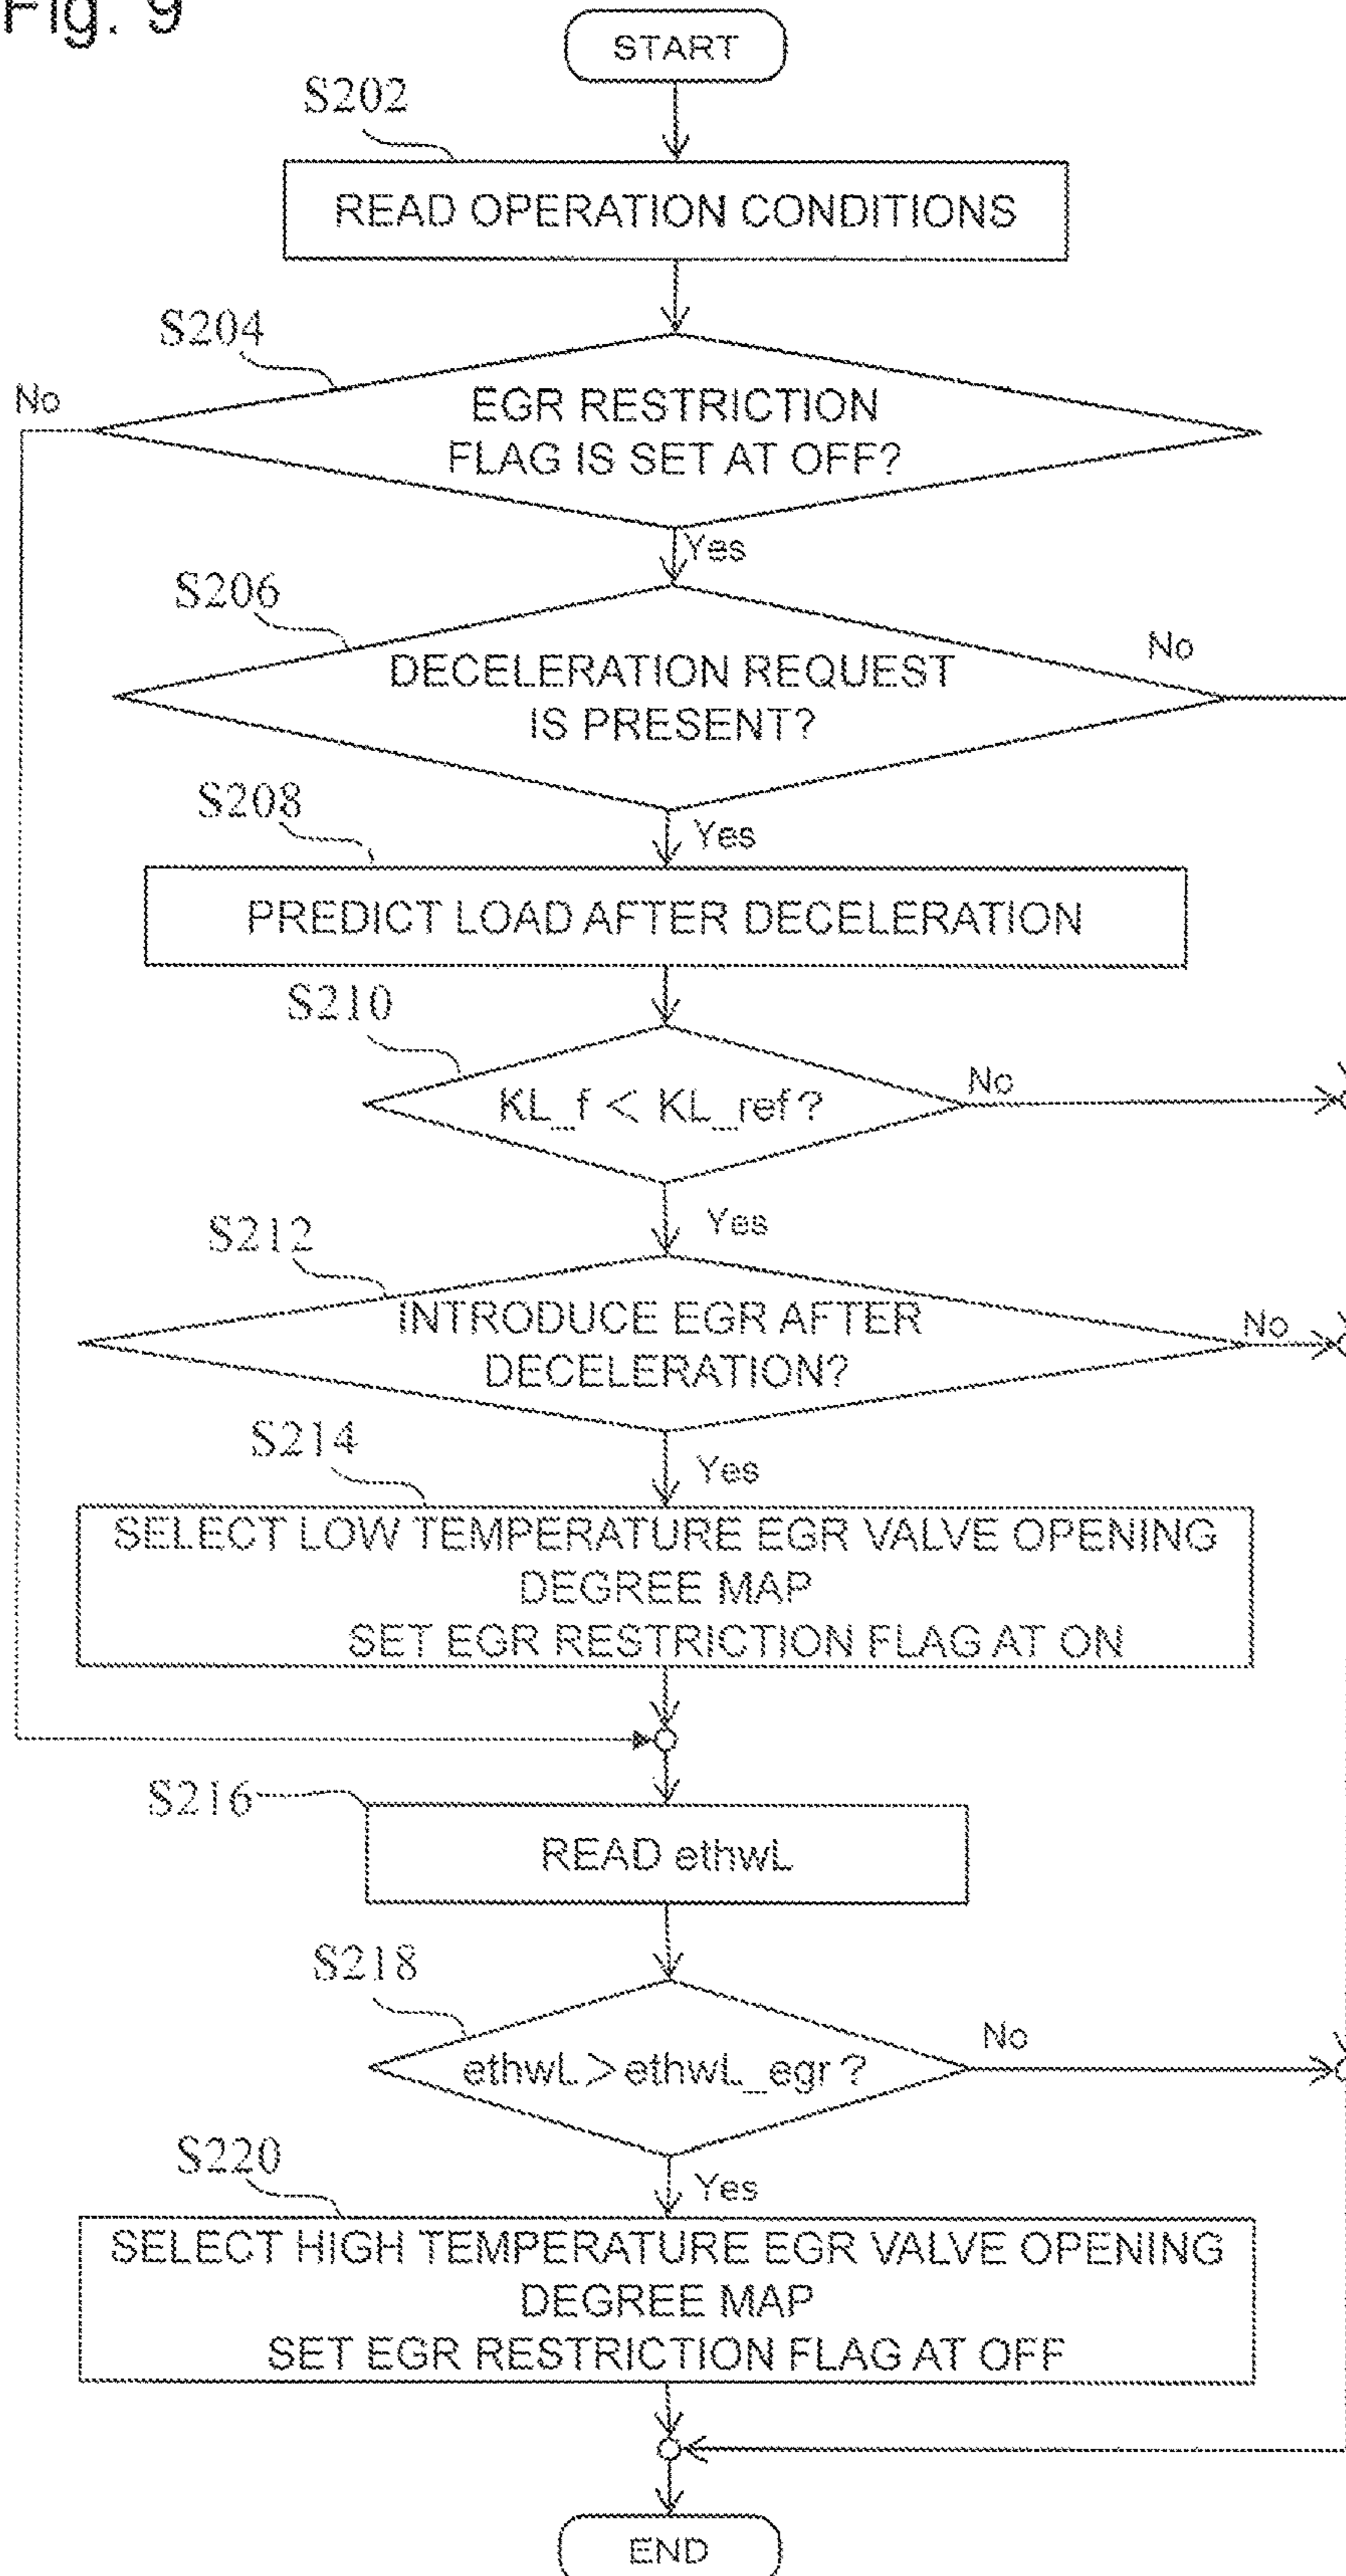 Fig. 9
START
S202
READ OPERATION CONDITIONS
S204
No
EGR RESTRICTION
FLAG IS SET AT OFF?
Yes
S206
No
DECELERATION REQUEST
IS PRESENT?
S208
Yes
PREDICT LOAD AFTER DECELERATION
S210
KL_f < KL_ref?
No
Yes
S212
INTRODUCE EGR AFTER
DECELERATION?
No
S214
Yes
SELECT LOW TEMPERATURE EGR VALVE OPENING
DEGREE MAP
SET EGR RESTRICTION FLAG AT ON
S216
READ ethwL
S218
No
ethwL>ethwL_egr?
S220
Yes
SELECT HIGH TEMPERATURE EGR VALVE OPENING
DEGREE MAP
SET EGR RESTRICTION FLAG AT OFF
END